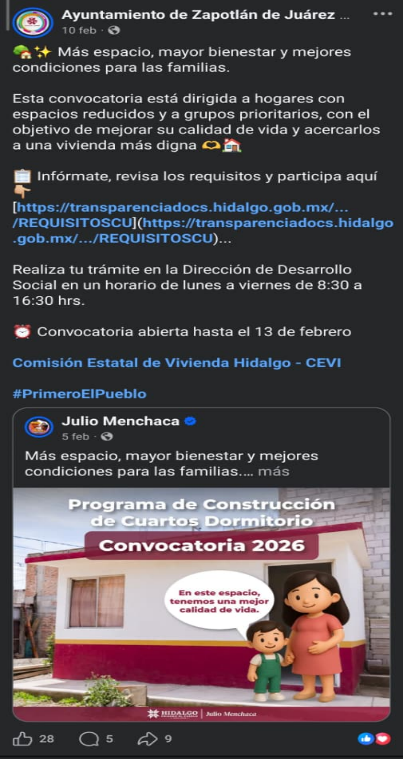 Ayuntamiento de Zapotlán de Juárez ...
10 feb ·
🏡✨ Más espacio, mayor bienestar y mejores
condiciones para las familias.
Esta convocatoria está dirigida a hogares con
espacios reducidos y a grupos prioritarios, con el
objetivo de mejorar su calidad de vida y acercarlos
a una vivienda más digna 🫶🏠
📋 Infórmate, revisa los requisitos y participa aquí
👇🏼
[https://transparenciadocs.hidalgo.gob.mx/...
/REQUISITOSCU](https://transparenciadocs.hidalgo
.gob.mx/.../REQUISITOSCU)...
Realiza tu trámite en la Dirección de Desarrollo
Social en un horario de lunes a viernes de 8:30 a
16:30 hrs.
⏰ Convocatoria abierta hasta el 13 de febrero
Comisión Estatal de Vivienda Hidalgo - CEVI
#PrimeroElPueblo
Julio Menchaca
5 feb ·
Más espacio, mayor bienestar y mejores
condiciones para las familias.... más
Programa de Construcción
de Cuartos Dormitorio
Convocatoria 2026
En este espacio,
tenemos una mejor
calidad de vida.
HIDALGO | Julio Menchaca
28 5 9